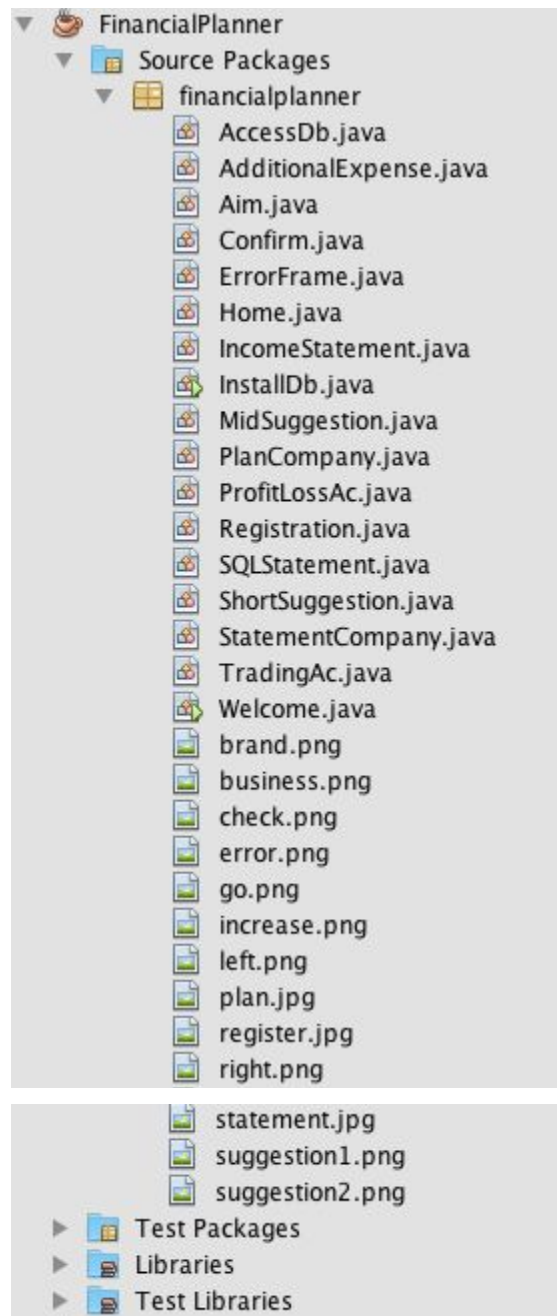 FinancialPlanner
Source Packages
financialplanner
AccessDb.java
AdditionalExpense.java
Aim.java
Confirm.java
ErrorFrame.java
Home.java
IncomeStatement.java
InstallDb.java
MidSuggestion.java
PlanCompany.java
ProfitLossAc.java
Registration.java
SQLStatement.java
ShortSuggestion.java
StatementCompany.java
TradingAc.java
Welcome.java
brand.png
business.png
check.png
error.png
go.png
increase.png
left.png
plan.jpg
register.jpg
right.png
statement.jpg
suggestion1.png
suggestion2.png
Test Packages
Libraries
Test Libraries